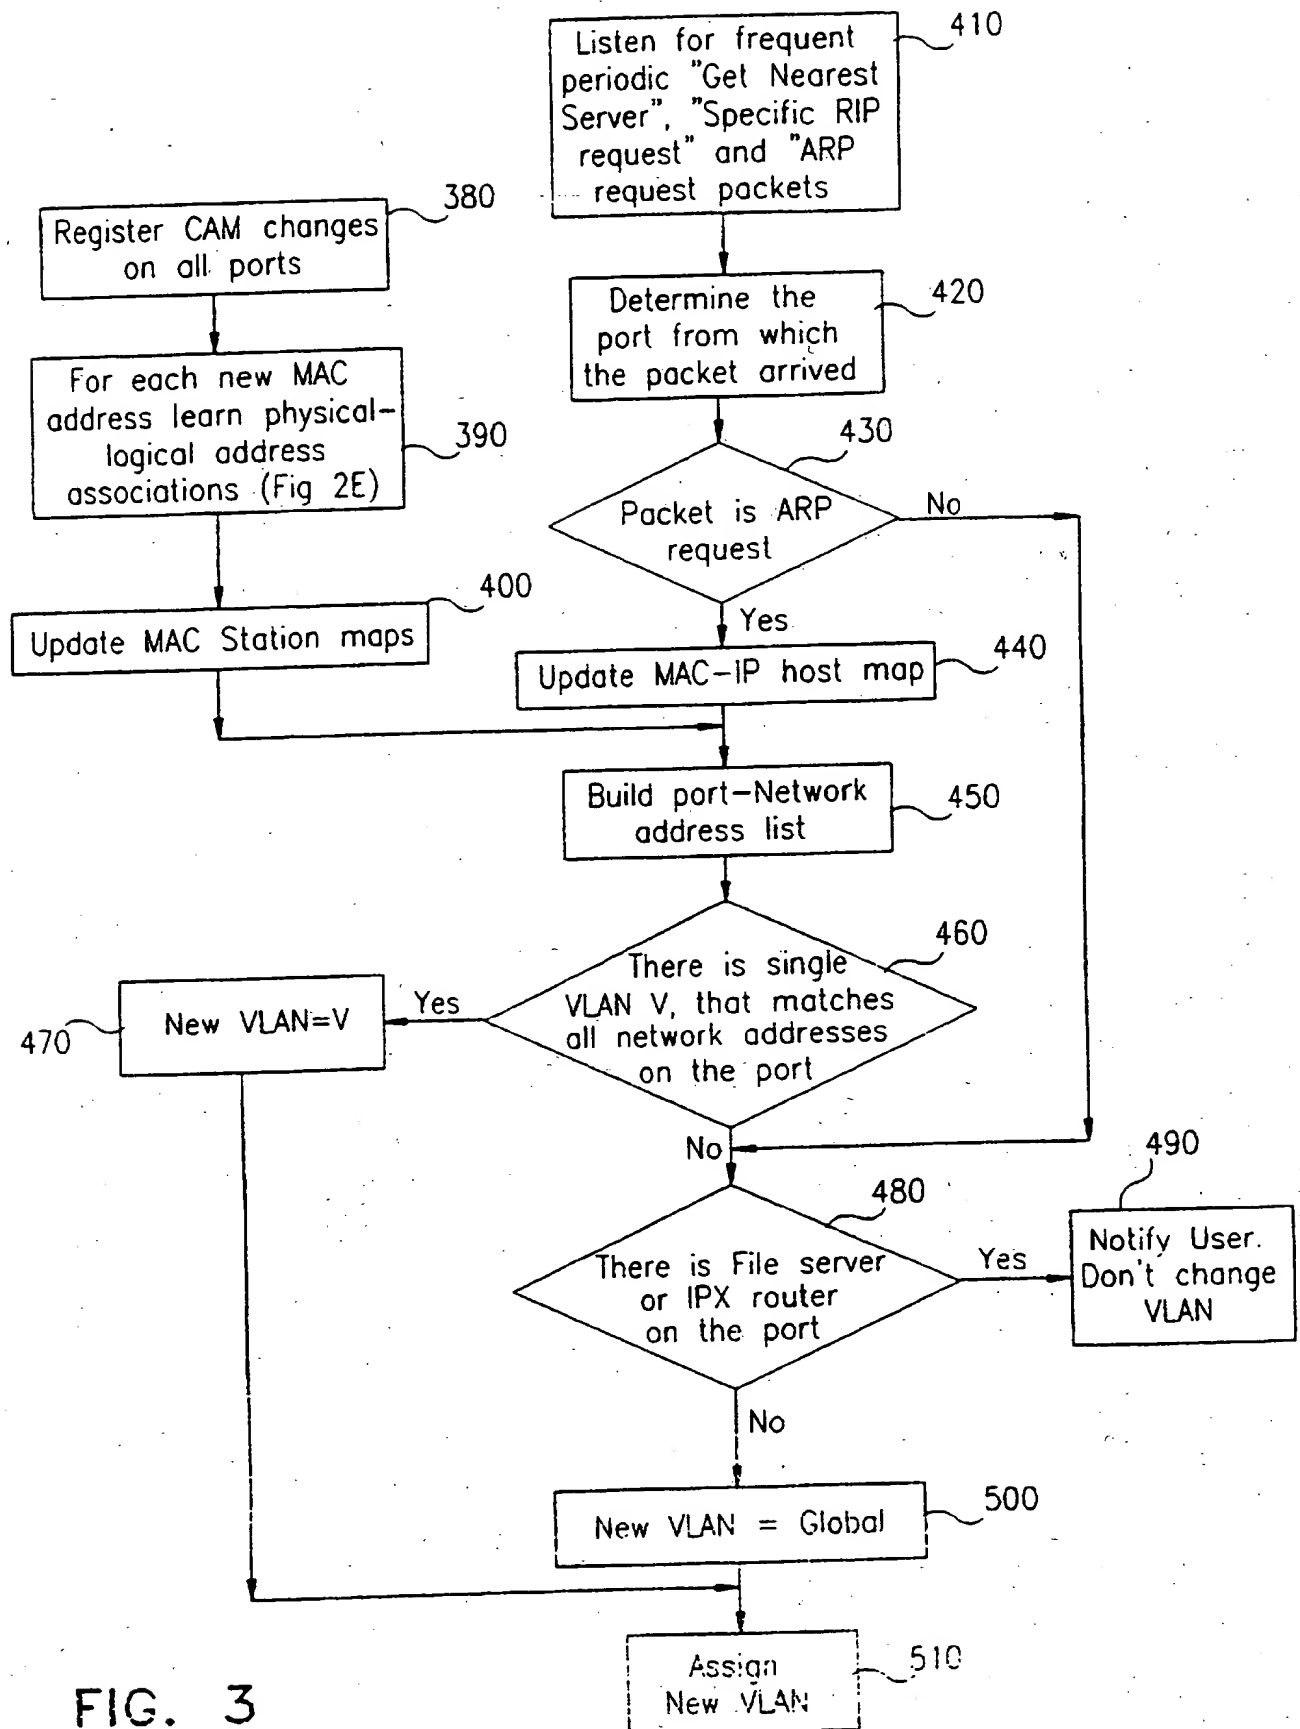 410
Listen for frequent
periodic "Get Nearest
Server", "Specific RIP
request" and "ARP
request packets
380
Register CAM changes
on all ports
420
Determine the
port from which
the packet arrived
For each new MAC
address learn physical-
logical address
associations (Fig 2E)
390
430
Packet is ARP
request
No
Yes
400
Update MAC Station maps
440
Update MAC-IP host map
Build port-Network
address list
450
460
There is single
VLAN V, that matches
all network addresses
on the port
Yes
New VLAN=V
470
No
490
480
There is File server
or IPX router
on the port
Yes
Notify User.
Don't change
VLAN
No
500
New VLAN = Global
Assign
New VLAN
510
FIG. 3